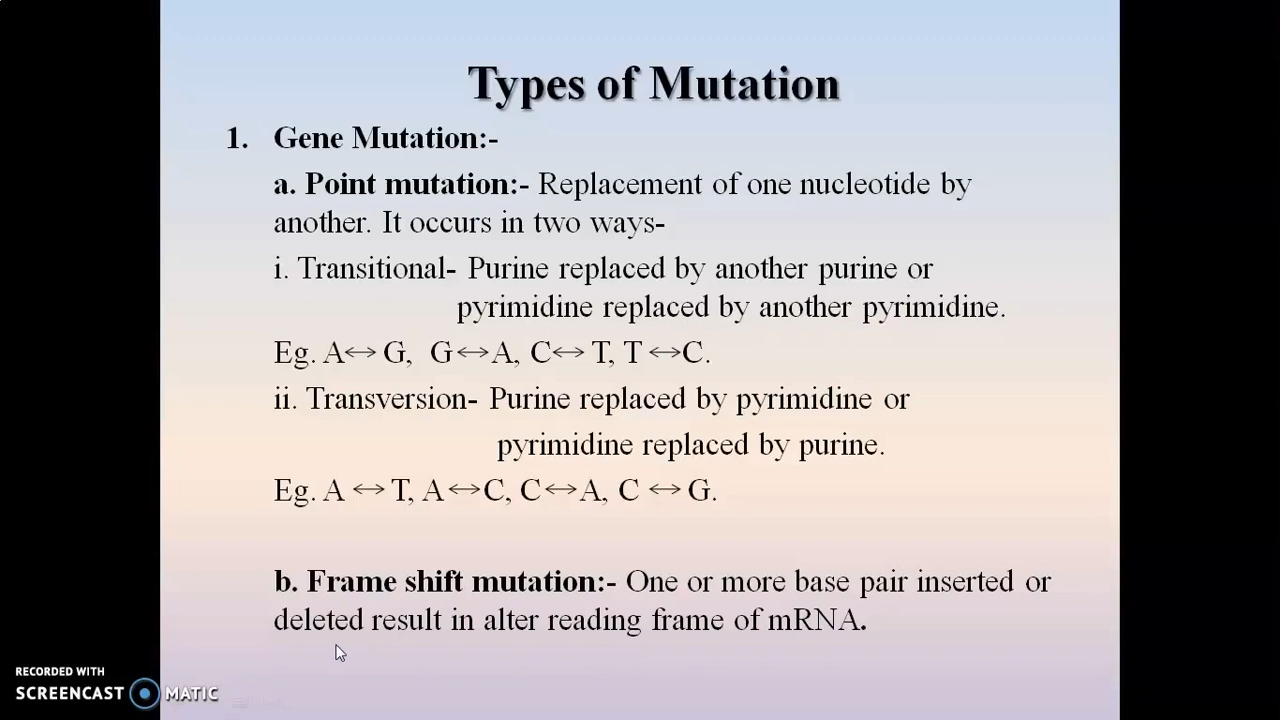 Types of Mutation
1. Gene Mutation:-
a. Point mutation:- Replacement of one nucleotide by
another. It occurs in two ways-
i. Transitional- Purine replaced by another purine or
pyrimidine replaced by another pyrimidine.
Eg. A↔G, G↔A, C↔T, T↔C.
ii. Transversion- Purine replaced by pyrimidine or
pyrimidine replaced by purine.
Eg. A ↔ T, A↔C, C↔A, C ↔ G.
b. Frame shift mutation:- One or more base pair inserted or
deleted result in alter reading frame of mRNA.
RECORDED WITH
SCREENCAST MATIC